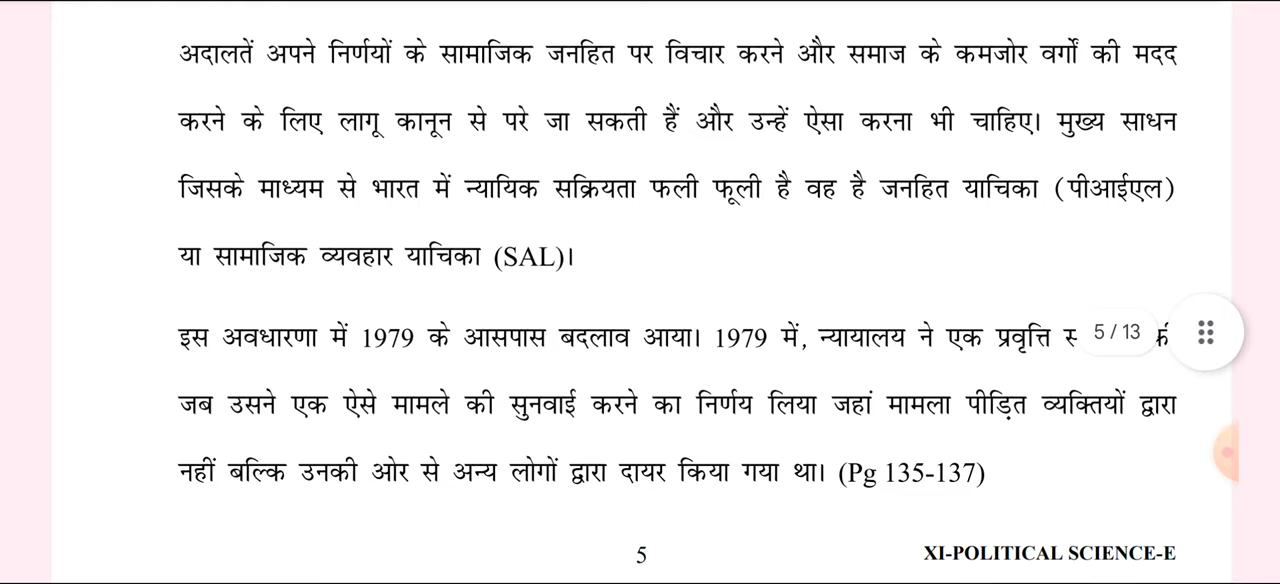 अदालतें अपने निर्णयों के सामाजिक जनहित पर विचार करने और समाज के कमजोर वर्गों की मदद
करने के लिए लागू कानून से परे जा सकती हैं और उन्हें ऐसा करना भी चाहिए। मुख्य साधन
जिसके माध्यम से भारत में न्यायिक सक्रियता फली फूली है वह है जनहित याचिका (पीआईएल)
या सामाजिक व्यवहार याचिका (SAL)।
इस अवधारणा में 1979 के आसपास बदलाव आया। 1979 में, न्यायालय ने एक प्रवृत्ति
5 / 13
जब उसने एक ऐसे मामले की सुनवाई करने का निर्णय लिया जहां मामला पीड़ित व्यक्तियों द्वारा
नहीं बल्कि उनकी ओर से अन्य लोगों द्वारा दायर किया गया था। (Pg 135-137)
5
XI-POLITICAL SCIENCE-E